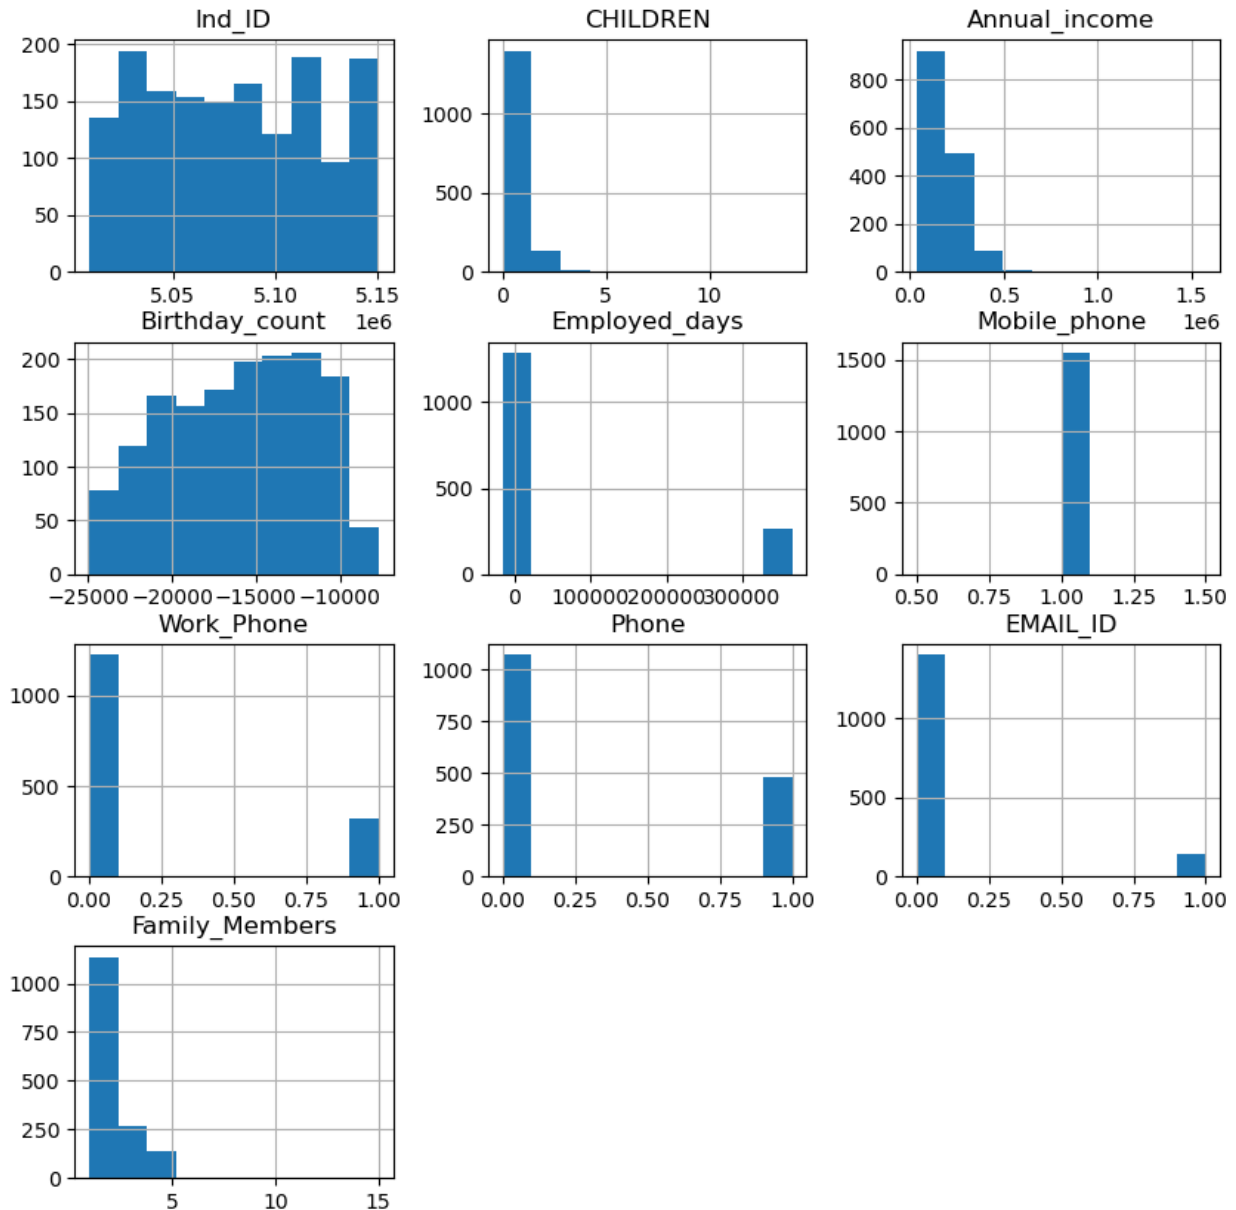 Ind_ID
CHILDREN
Annual_income
200
150
100
50
0
5.05 5.10 5.15
1e6
1000
500
0
0 5 10
800
600
400
200
0
0.0 0.5 1.0 1.5
1e6
Birthday_count
Employed_days
Mobile_phone
200
150
100
50
0
−25000 −20000 −15000 −10000
1000
500
0
0 100000 200000 300000
1500
1000
500
0
0.50 0.75 1.00 1.25 1.50
Work_Phone
Phone
EMAIL_ID
1000
500
0
0.00 0.25 0.50 0.75 1.00
1000
750
500
250
0
0.00 0.25 0.50 0.75 1.00
1000
500
0
0.00 0.25 0.50 0.75 1.00
Family_Members
1000
750
500
250
0
5 10 15